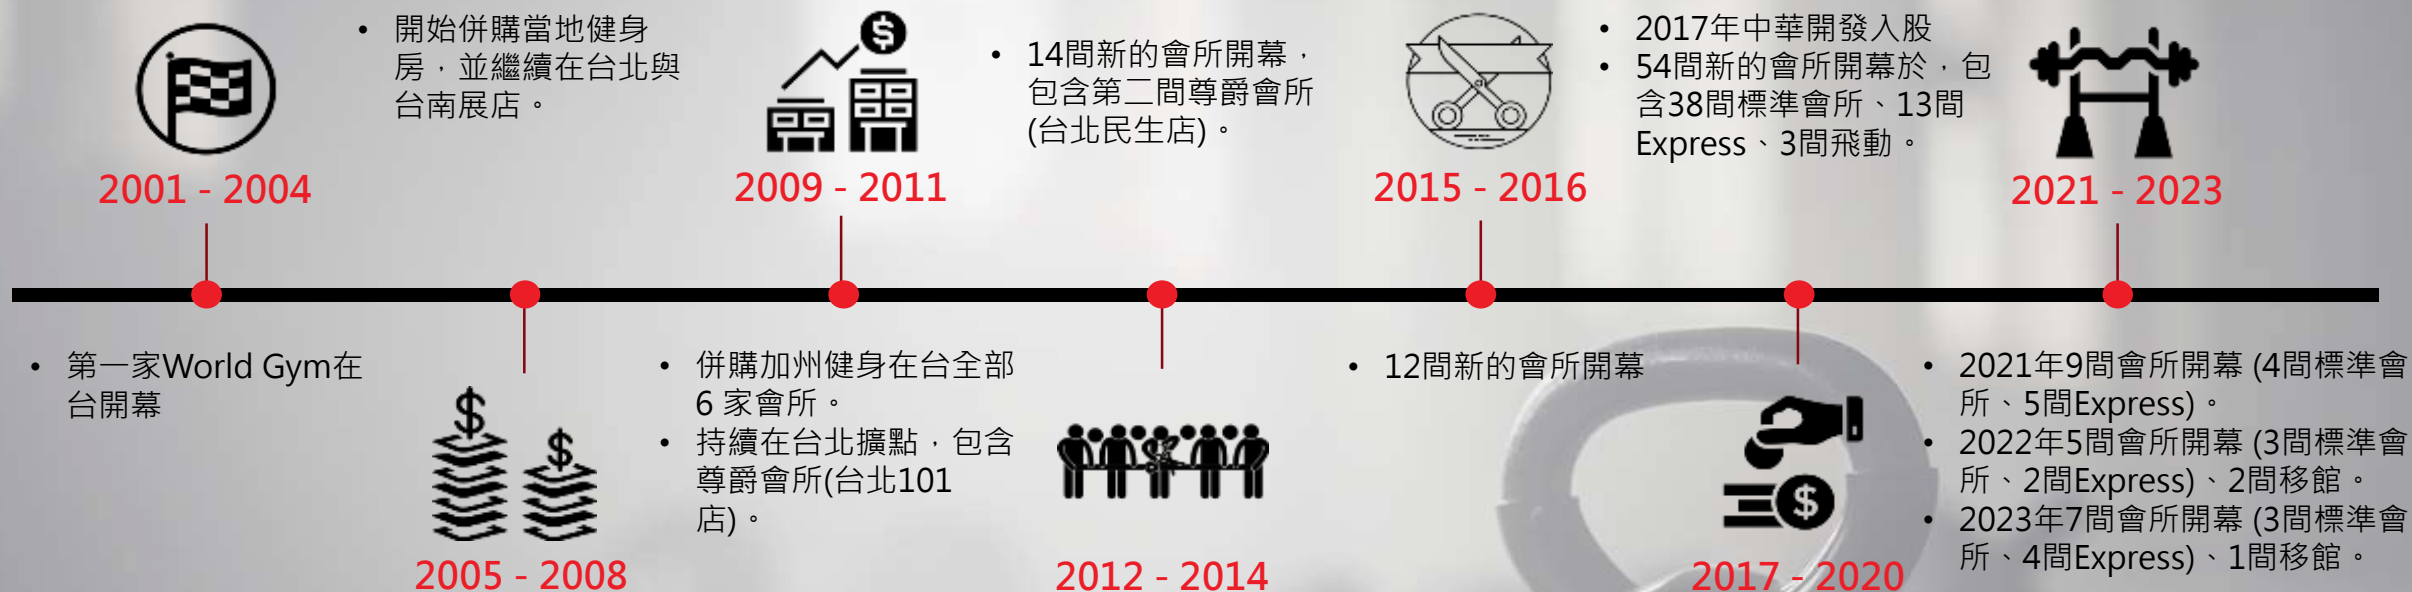 2001 - 2004
• 第一家World Gym在
台開幕
• 開始併購當地健身
房，並繼續在台北與
台南展店。
2005 - 2008
2009 - 2011
• 併購加州健身在台全部
6 家會所。
• 持續在台北擴點，包含
尊爵會所(台北101
店)。
• 14間新的會所開幕，
包含第二間尊爵會所
(台北民生店)。
2012 - 2014
2015 - 2016
• 12間新的會所開幕
• 2017年中華開發入股
• 54間新的會所開幕於，包
含38間標準會所、13間
Express、3間飛動。
2017 - 2020
2021 - 2023
• 2021年9間會所開幕 (4間標準會
所、5間Express)。
• 2022年5間會所開幕 (3間標準會
所、2間Express)、2間移館。
• 2023年7間會所開幕 (3間標準會
所、4間Express)、1間移館。